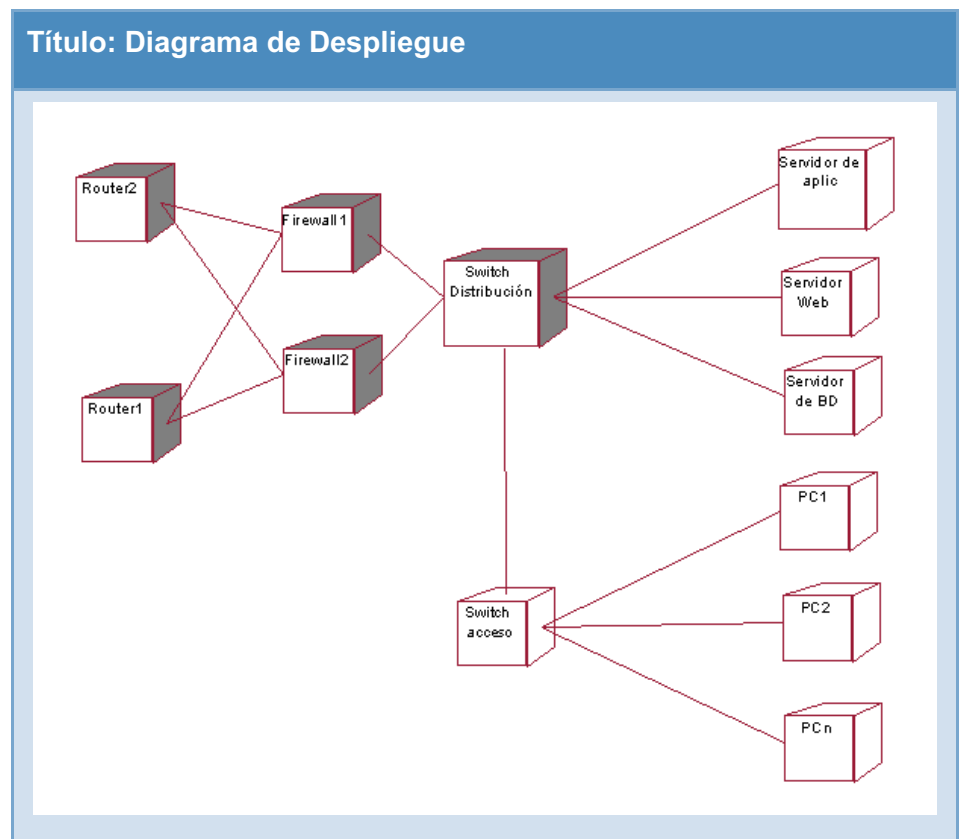 Título: Diagrama de Despliegue
Router2
Firewall1
Switch
Distribución
Servidor de
aplic
Servidor
Web
Firewall2
Servidor
de BD
Router1
PC1
Switch
acceso
PC2
PCn